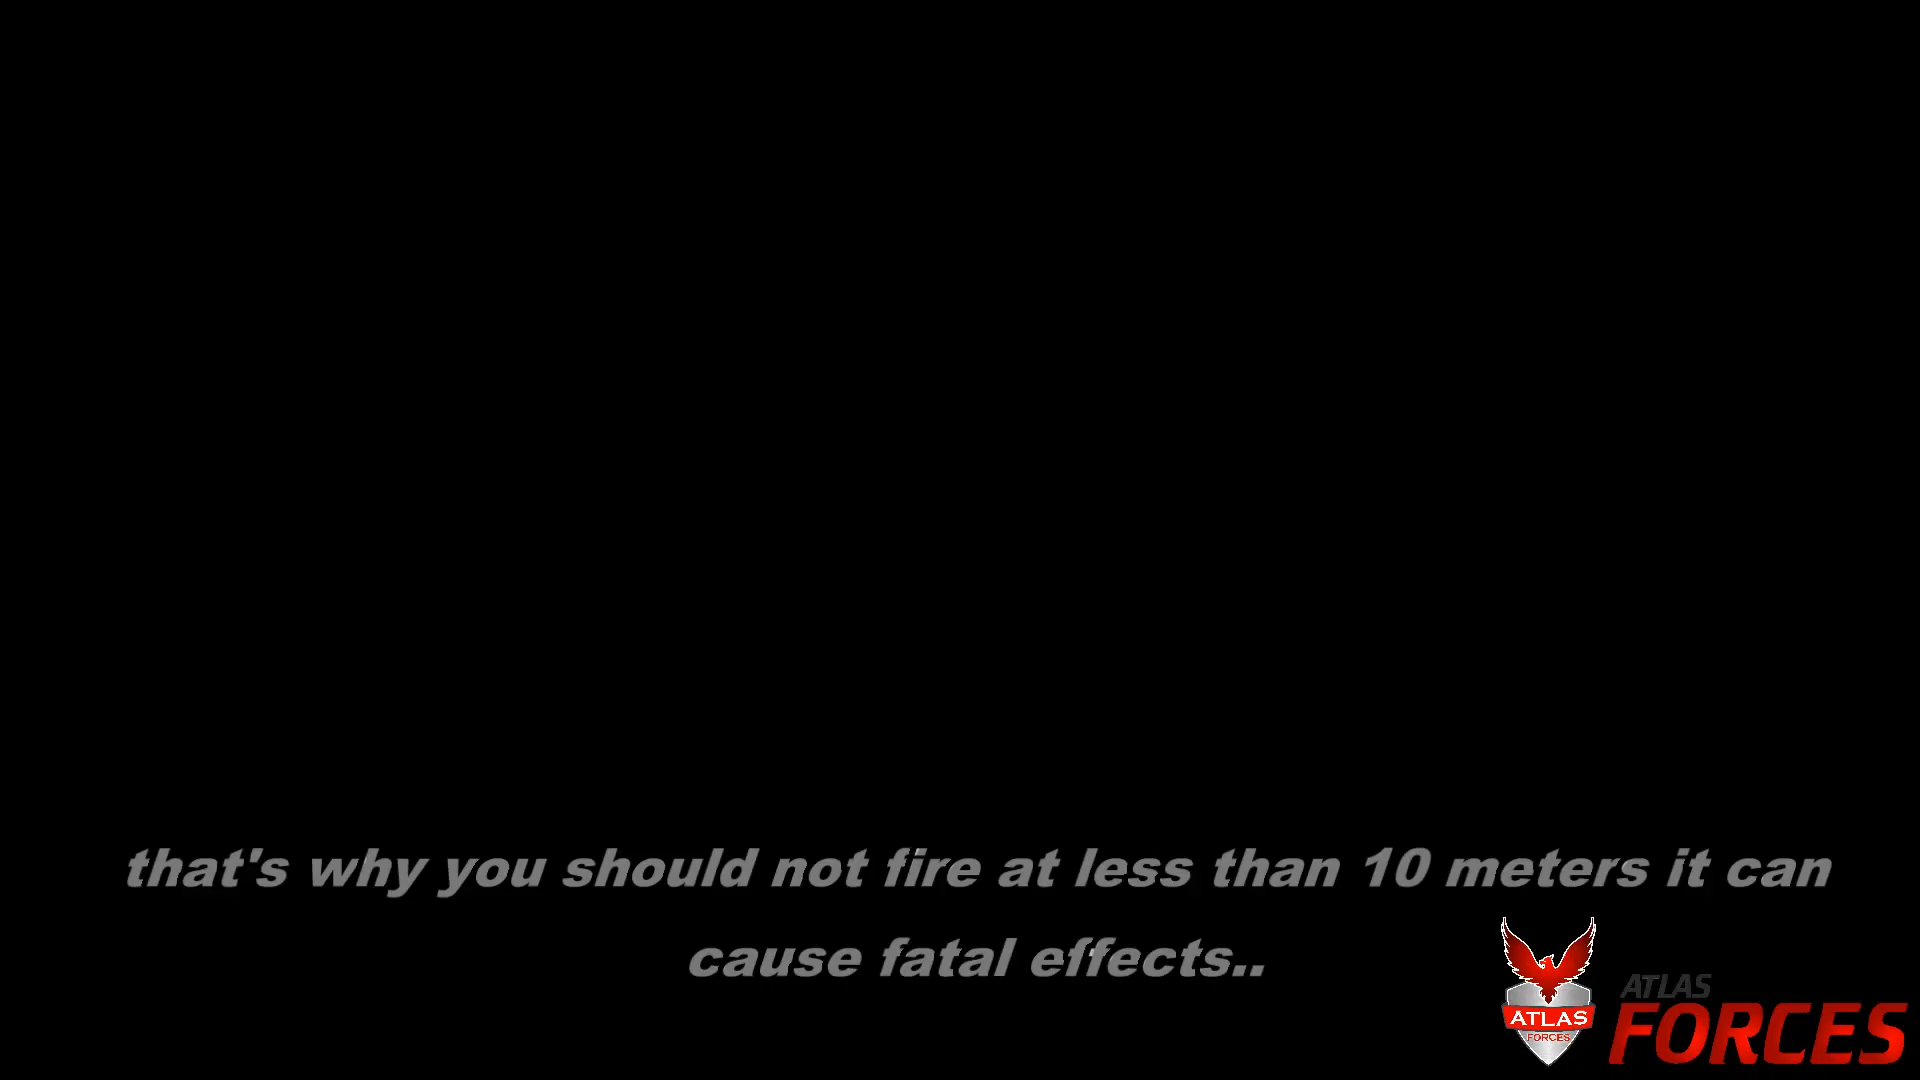 that's why you should not fire at less than 10 meters it can
cause fatal effects..
ATLAS
FORCES
ATLAS
FORCES